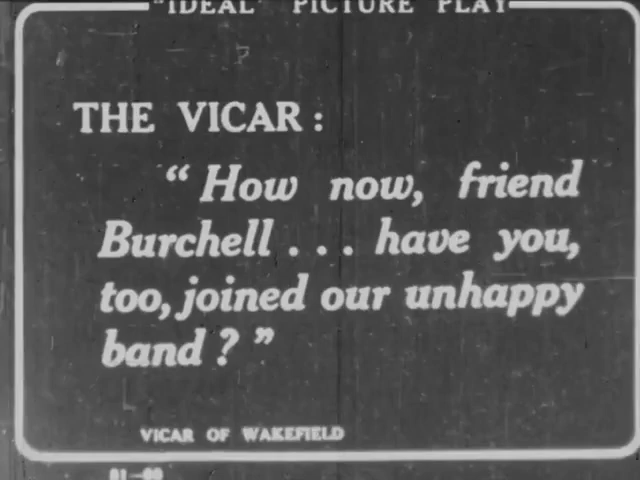 "IDEAL" PICTURE PLAY
THE VICAR:
"How now, friend
Burchell . . . have you,
too, joined our unhappy
band?"
VICAR OF WAKEFIELD